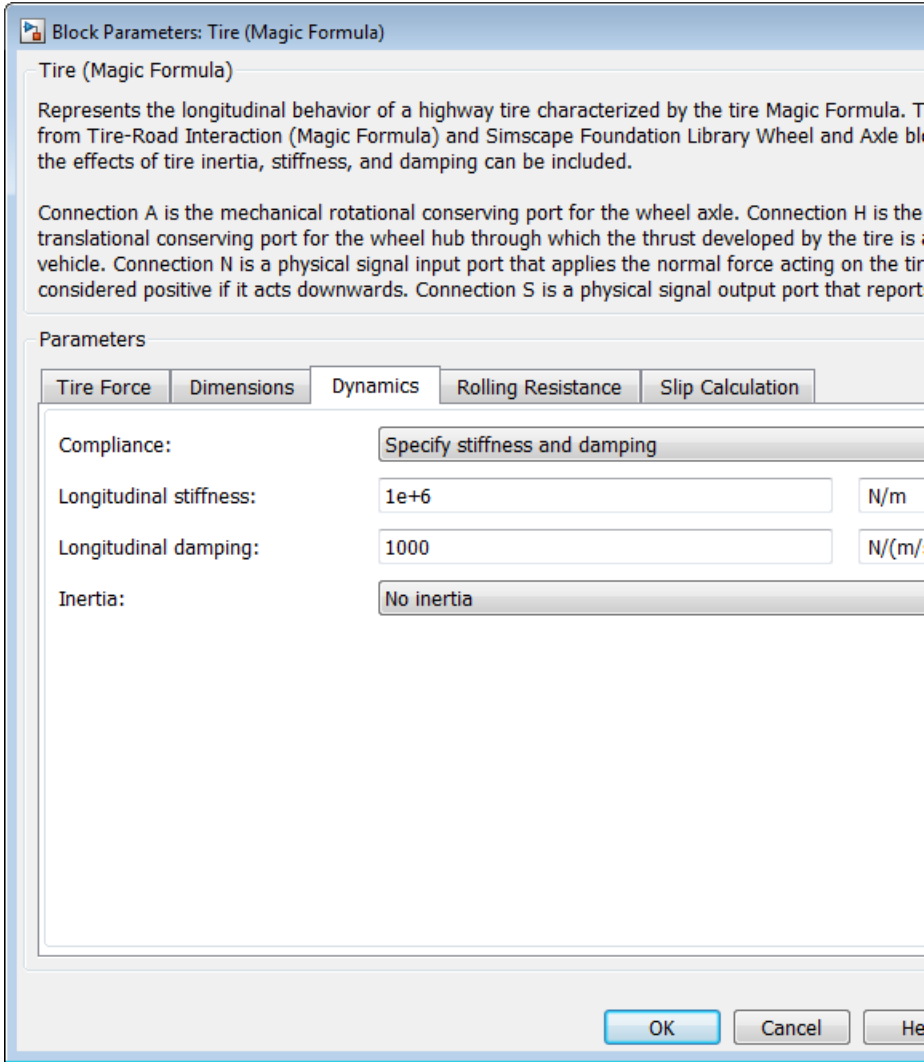 Block Parameters: Tire (Magic Formula)
Tire (Magic Formula)
Represents the longitudinal behavior of a highway tire characterized by the tire Magic Formula.
from Tire-Road Interaction (Magic Formula) and Simscape Foundation Library Wheel and Axle
the effects of tire inertia, stiffness, and damping can be included.
Connection A is the mechanical rotational conserving port for the wheel axle. Connection H is the
translational conserving port for the wheel hub through which the thrust developed by the tire is
vehicle. Connection N is a physical signal input port that applies the normal force acting on the
considered positive if it acts downwards. Connection S is a physical signal output port that
Parameters
Tire Force Dimensions Dynamics Rolling Resistance Slip Calculation
Compliance: Specify stiffness and damping
Longitudinal stiffness: 1e+6 N/m
Longitudinal damping: 1000 N/(m/
Inertia: No inertia
OK Cancel He